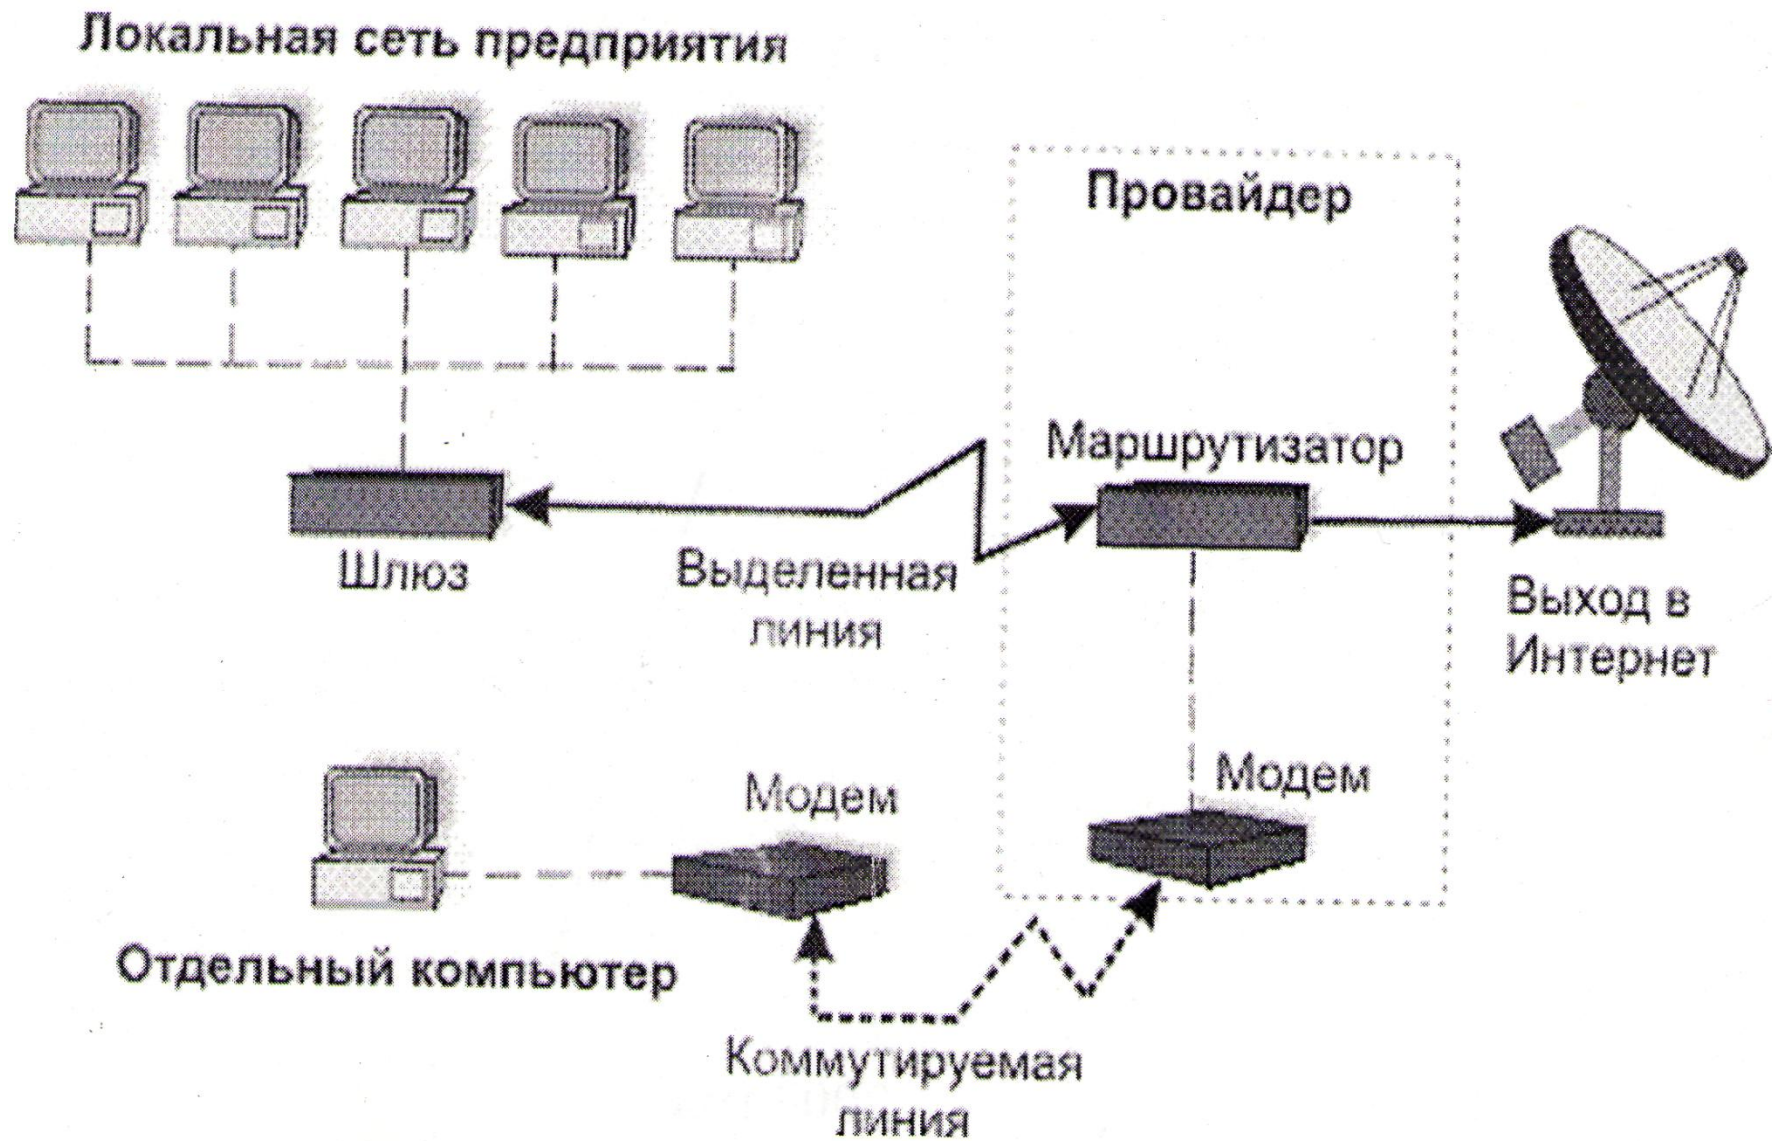 Локальная сеть предприятия
Провайдер
Маршрутизатор
Шлюз
Выделенная
линия
Выход в
Интернет
Модем
Модем
Отдельный компьютер
Коммутируемая
линия